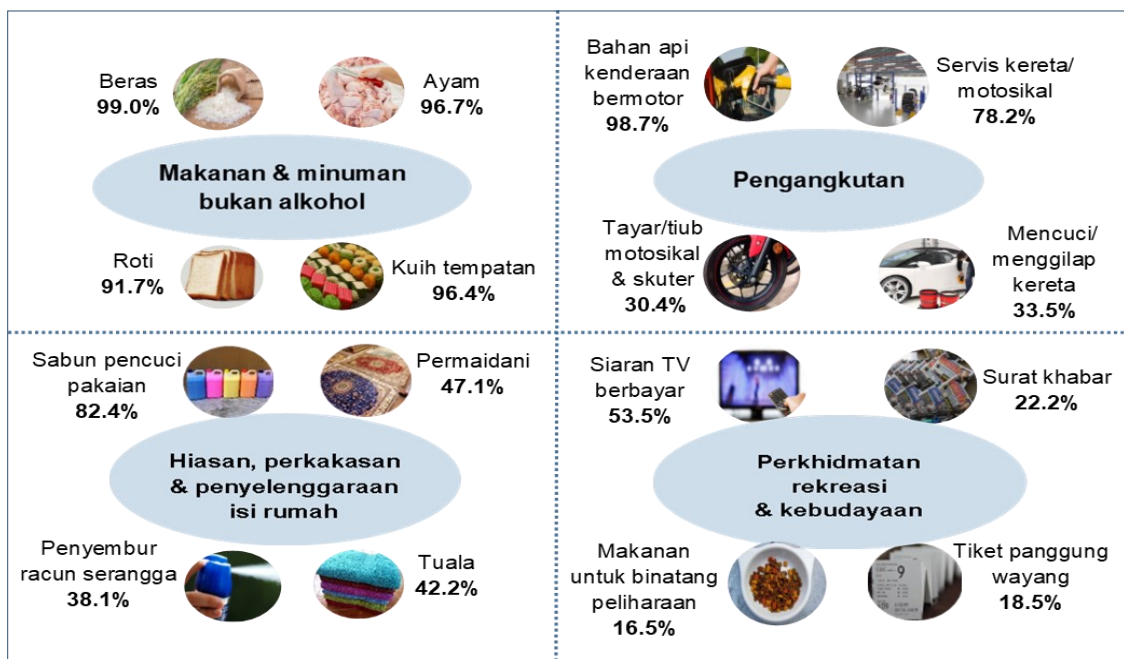 Beras
99.0%
Ayam
96.7%
Makanan & minuman
bukan alkohol
Roti
91.7%
Kuih tempatan
96.4%
Bahan api
kenderaan
bermotor
98.7%
Servis kereta/
motosikal
78.2%
Pengangkutan
Tayar/tiub
motosikal
& skuter
30.4%
Mencuci/
menggilap
kereta
33.5%
Sabun pencuci
pakaian
82.4%
Permaidani
47.1%
Hiasan, perkakasan
& penyelenggaraan
isi rumah
Penyembur
racun serangga
38.1%
Tuala
42.2%
Siaran TV
berbayar
53.5%
Surat khabar
22.2%
Perkhidmatan
rekreasi
& kebudayaan
Makanan
untuk binatang
peliharaan
16.5%
Tiket panggung
wayang
18.5%
9